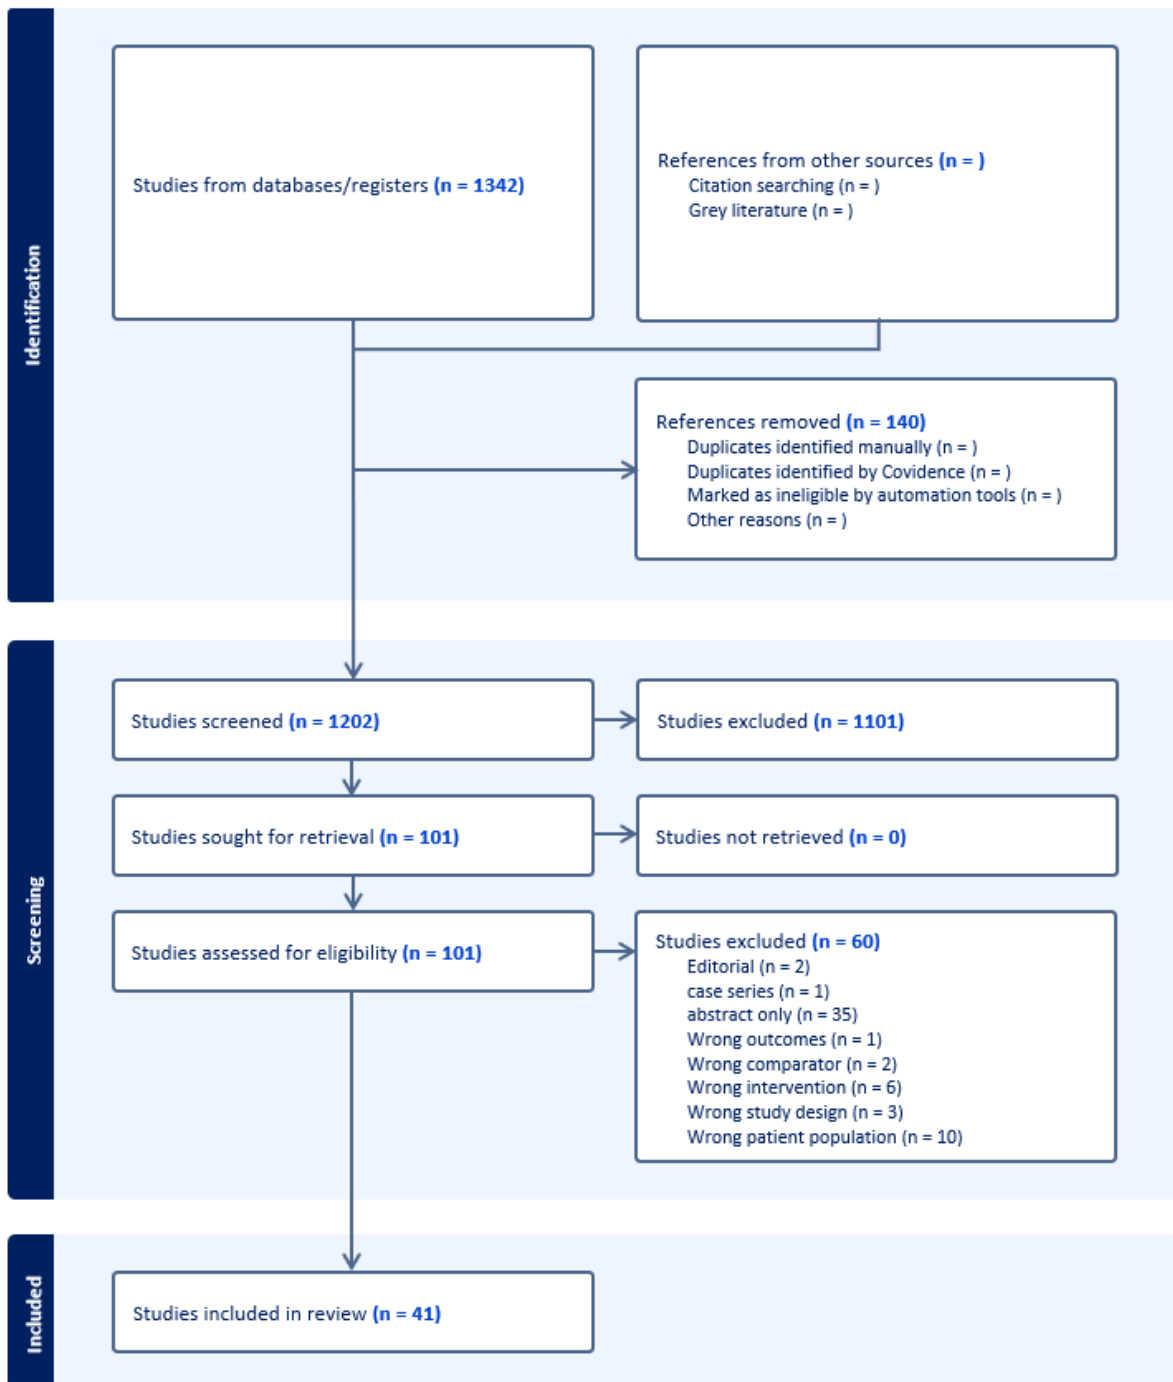 Identification
Studies from databases/registers (n = 1342)
References from other sources (n = )
Citation searching (n = )
Grey literature (n = )
References removed (n = 140)
Duplicates identified manually (n = )
Duplicates identified by Covidence (n = )
Marked as ineligible by automation tools (n = )
Other reasons (n = )
Screening
Studies screened (n = 1202)
Studies excluded (n = 1101)
Studies sought for retrieval (n = 101)
Studies not retrieved (n = 0)
Studies assessed for eligibility (n = 101)
Studies excluded (n = 60)
Editorial (n = 2)
case series (n = 1)
abstract only (n = 35)
Wrong outcomes (n = 1)
Wrong comparator (n = 2)
Wrong intervention (n = 6)
Wrong study design (n = 3)
Wrong patient population (n = 10)
Included
Studies included in review (n = 41)